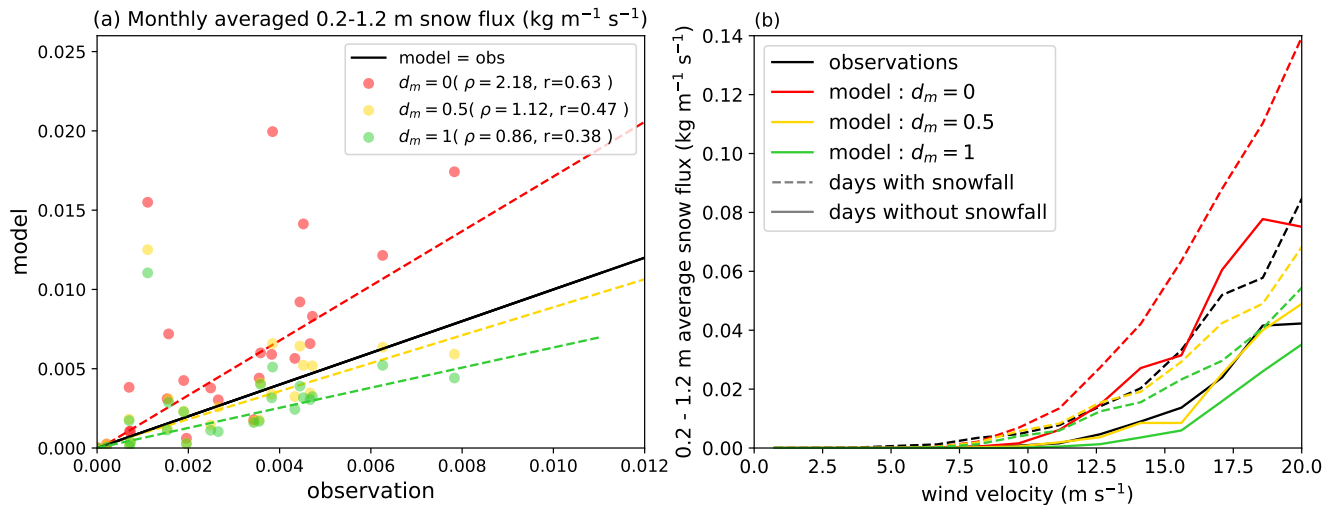 (a) Monthly averaged 0.2-1.2 m snow flux (kg m⁻¹ s⁻¹)
model
0.025
0.020
0.015
0.010
0.005
0.000
model = obs
dₘ = 0( ρ = 2.18, r=0.63 )
dₘ = 0.5( ρ = 1.12, r=0.47 )
dₘ = 1( ρ = 0.86, r=0.38 )
0.000 0.002 0.004 0.006 0.008 0.010 0.012
observation
(b)
0.2 - 1.2 m average snow flux (kg m⁻¹ s⁻¹)
0.14
0.12
0.10
0.08
0.06
0.04
0.02
0.00
observations
model : dₘ = 0
model : dₘ = 0.5
model : dₘ = 1
days with snowfall
days without snowfall
0.0 2.5 5.0 7.5 10.0 12.5 15.0 17.5 20.0
wind velocity (m s⁻¹)